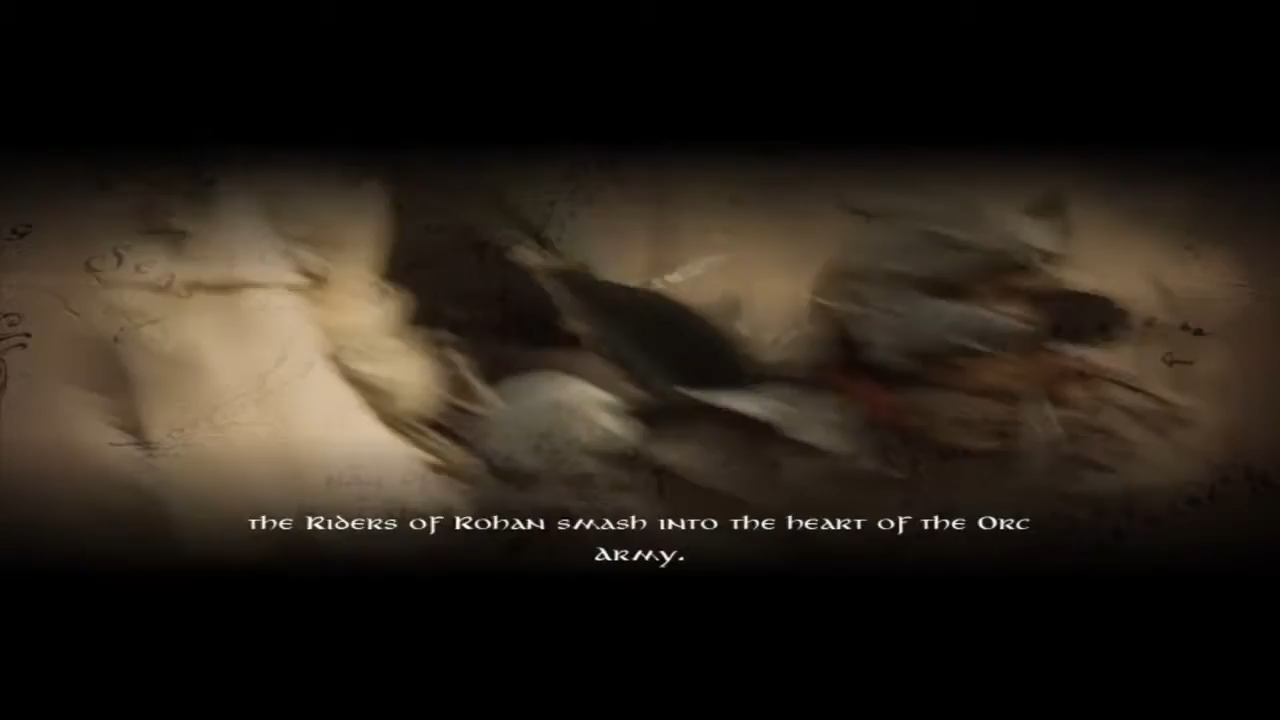 the Riders of Rohan smash into the heart of the Orc
army.